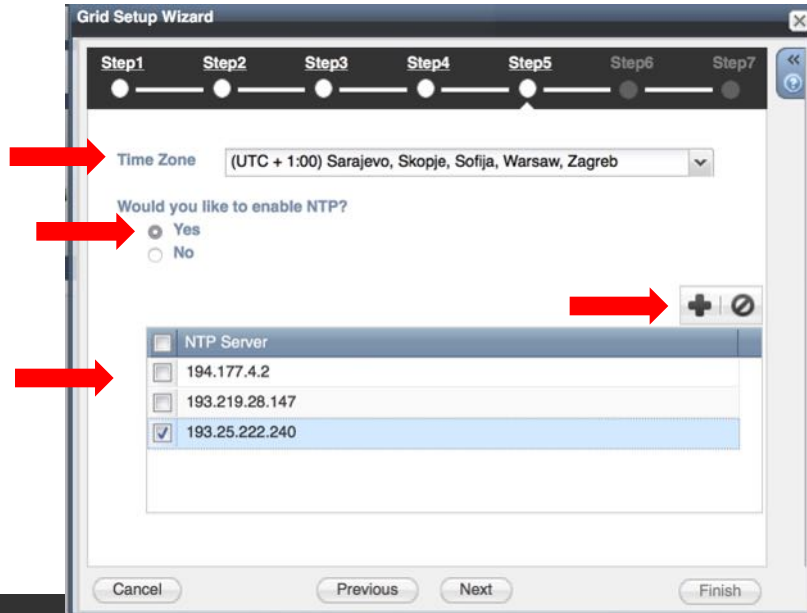 Grid Setup Wizard
Step1 Step2 Step3 Step4 Step5 Step6 Step7
Time Zone (UTC + 1:00) Sarajevo, Skopje, Sofija, Warsaw, Zagreb
Would you like to enable NTP?
Yes
No
NTP Server
194.177.4.2
193.219.28.147
193.25.222.240
Cancel Previous Next Finish